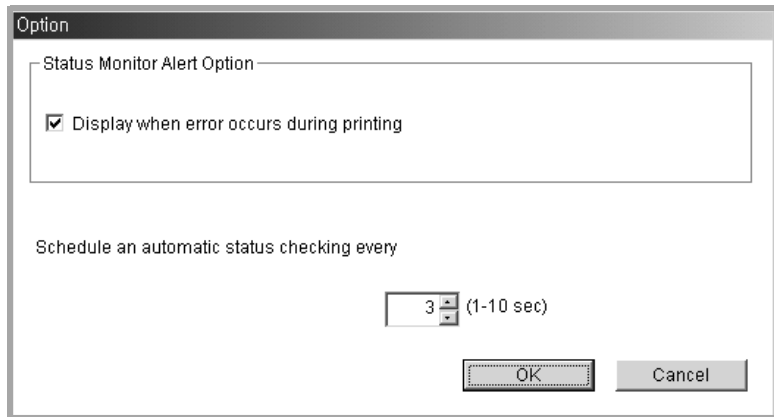 Option
Status Monitor Alert Option
Display when error occurs during printing
Schedule an automatic status checking every
3 (1-10 sec)
OK Cancel